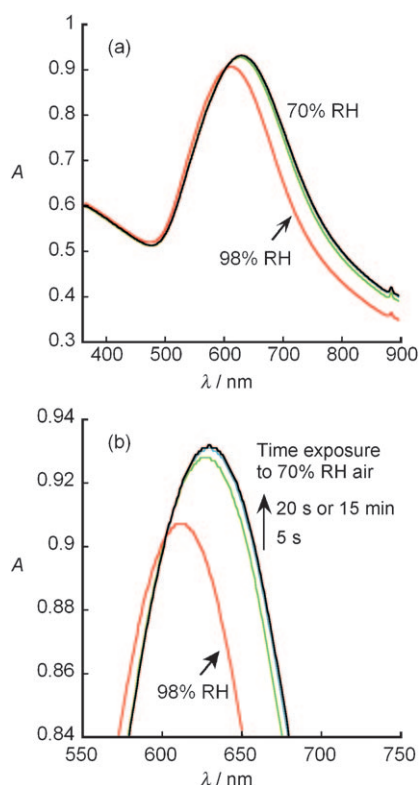 (a)
1
0.9
0.8
0.7
0.6
0.5
0.4
0.3
A
70% RH
98% RH
400 500 600 700 800 900
λ / nm
(b)
0.94
0.92
0.9
0.88
0.86
0.84
A
Time exposure
to 70% RH air
20 s or 15 min
5 s
98% RH
550 600 650 700 750
λ / nm